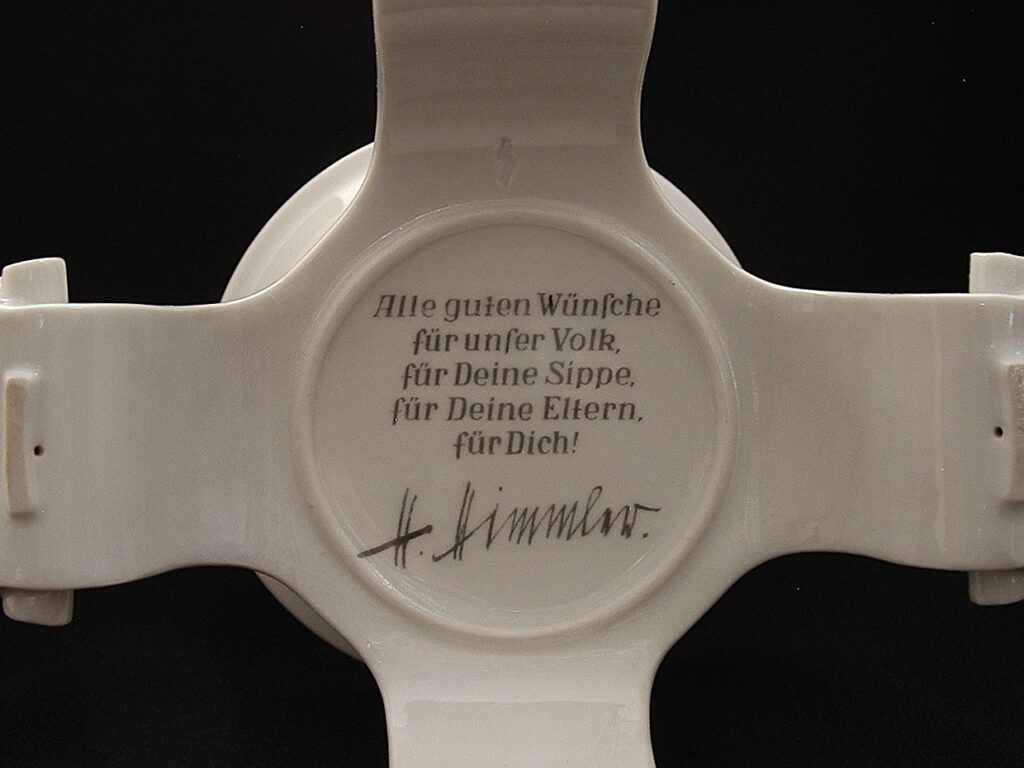 Alle guten Wünſche
für unſer Volk,
für Deine Sippe,
für Deine Eltern,
für Dich!
H. Himmler.